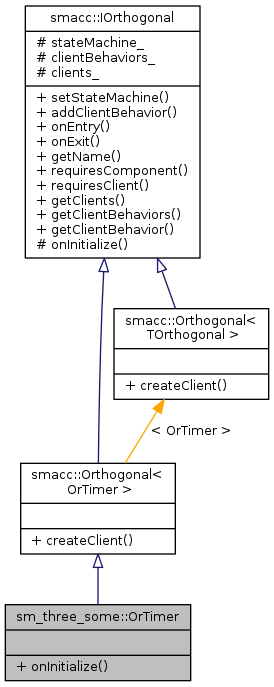 smacc::IOrthogonal
# stateMachine_
# clientBehaviors_
# clients_
+ setStateMachine()
+ addClientBehavior()
+ onEntry()
+ onExit()
+ getName()
+ requiresComponent()
+ requiresClient()
+ getClients()
+ getClientBehaviors()
+ getClientBehavior()
# onInitialize()
smacc::Orthogonal<
TOrthogonal >
+ createClient()
< OrTimer >
smacc::Orthogonal<
OrTimer >
+ createClient()
sm_three_some::OrTimer
+ onInitialize()